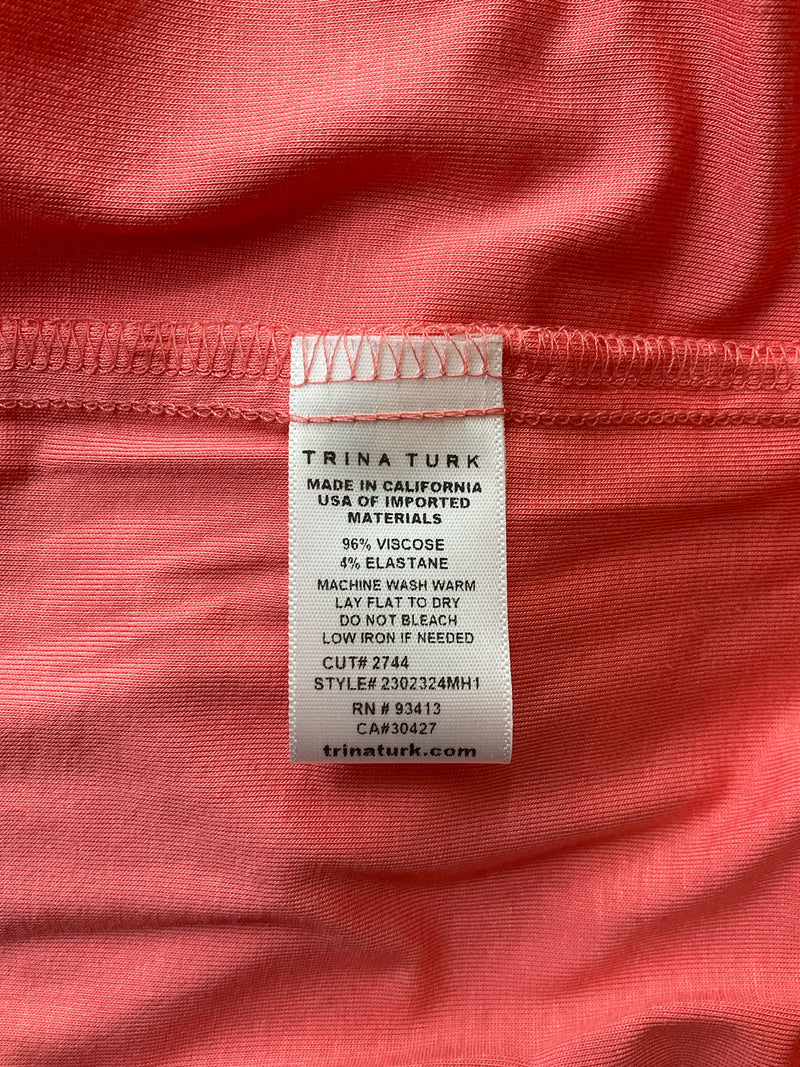 TRINA TURK
MADE IN CALIFORNIA
USA OF IMPORTED
MATERIALS
96% VISCOSE
4% ELASTANE
MACHINE WASH WARM
LAY FLAT TO DRY
DO NOT BLEACH
LOW IRON IF NEEDED
CUT# 2744
STYLE# 2302324MH1
RN # 93413
CA#30427
trinaturk.com